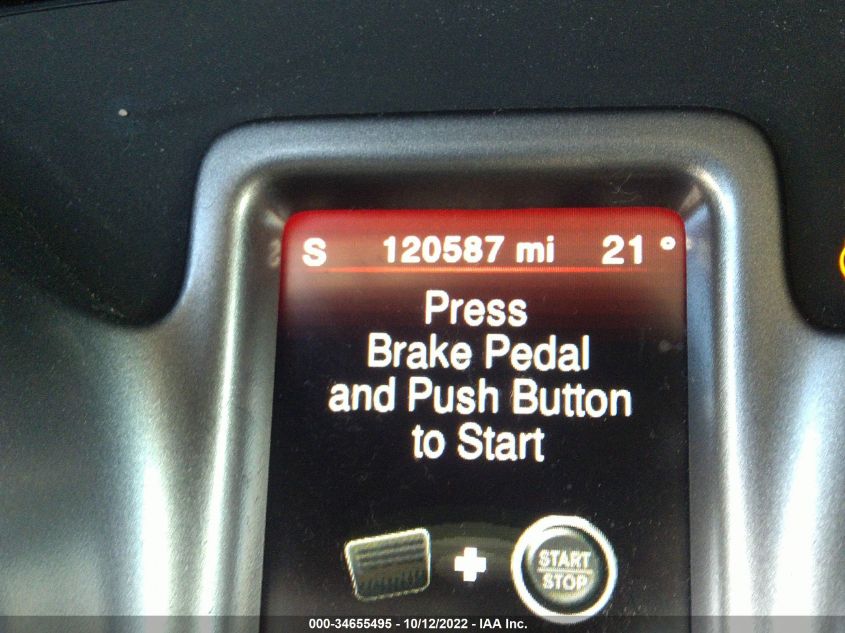 S 120587 mi 21 °
Press
Brake Pedal
and Push Button
to Start
START
STOP
000-34655495 - 10/12/2022 - IAA Inc.